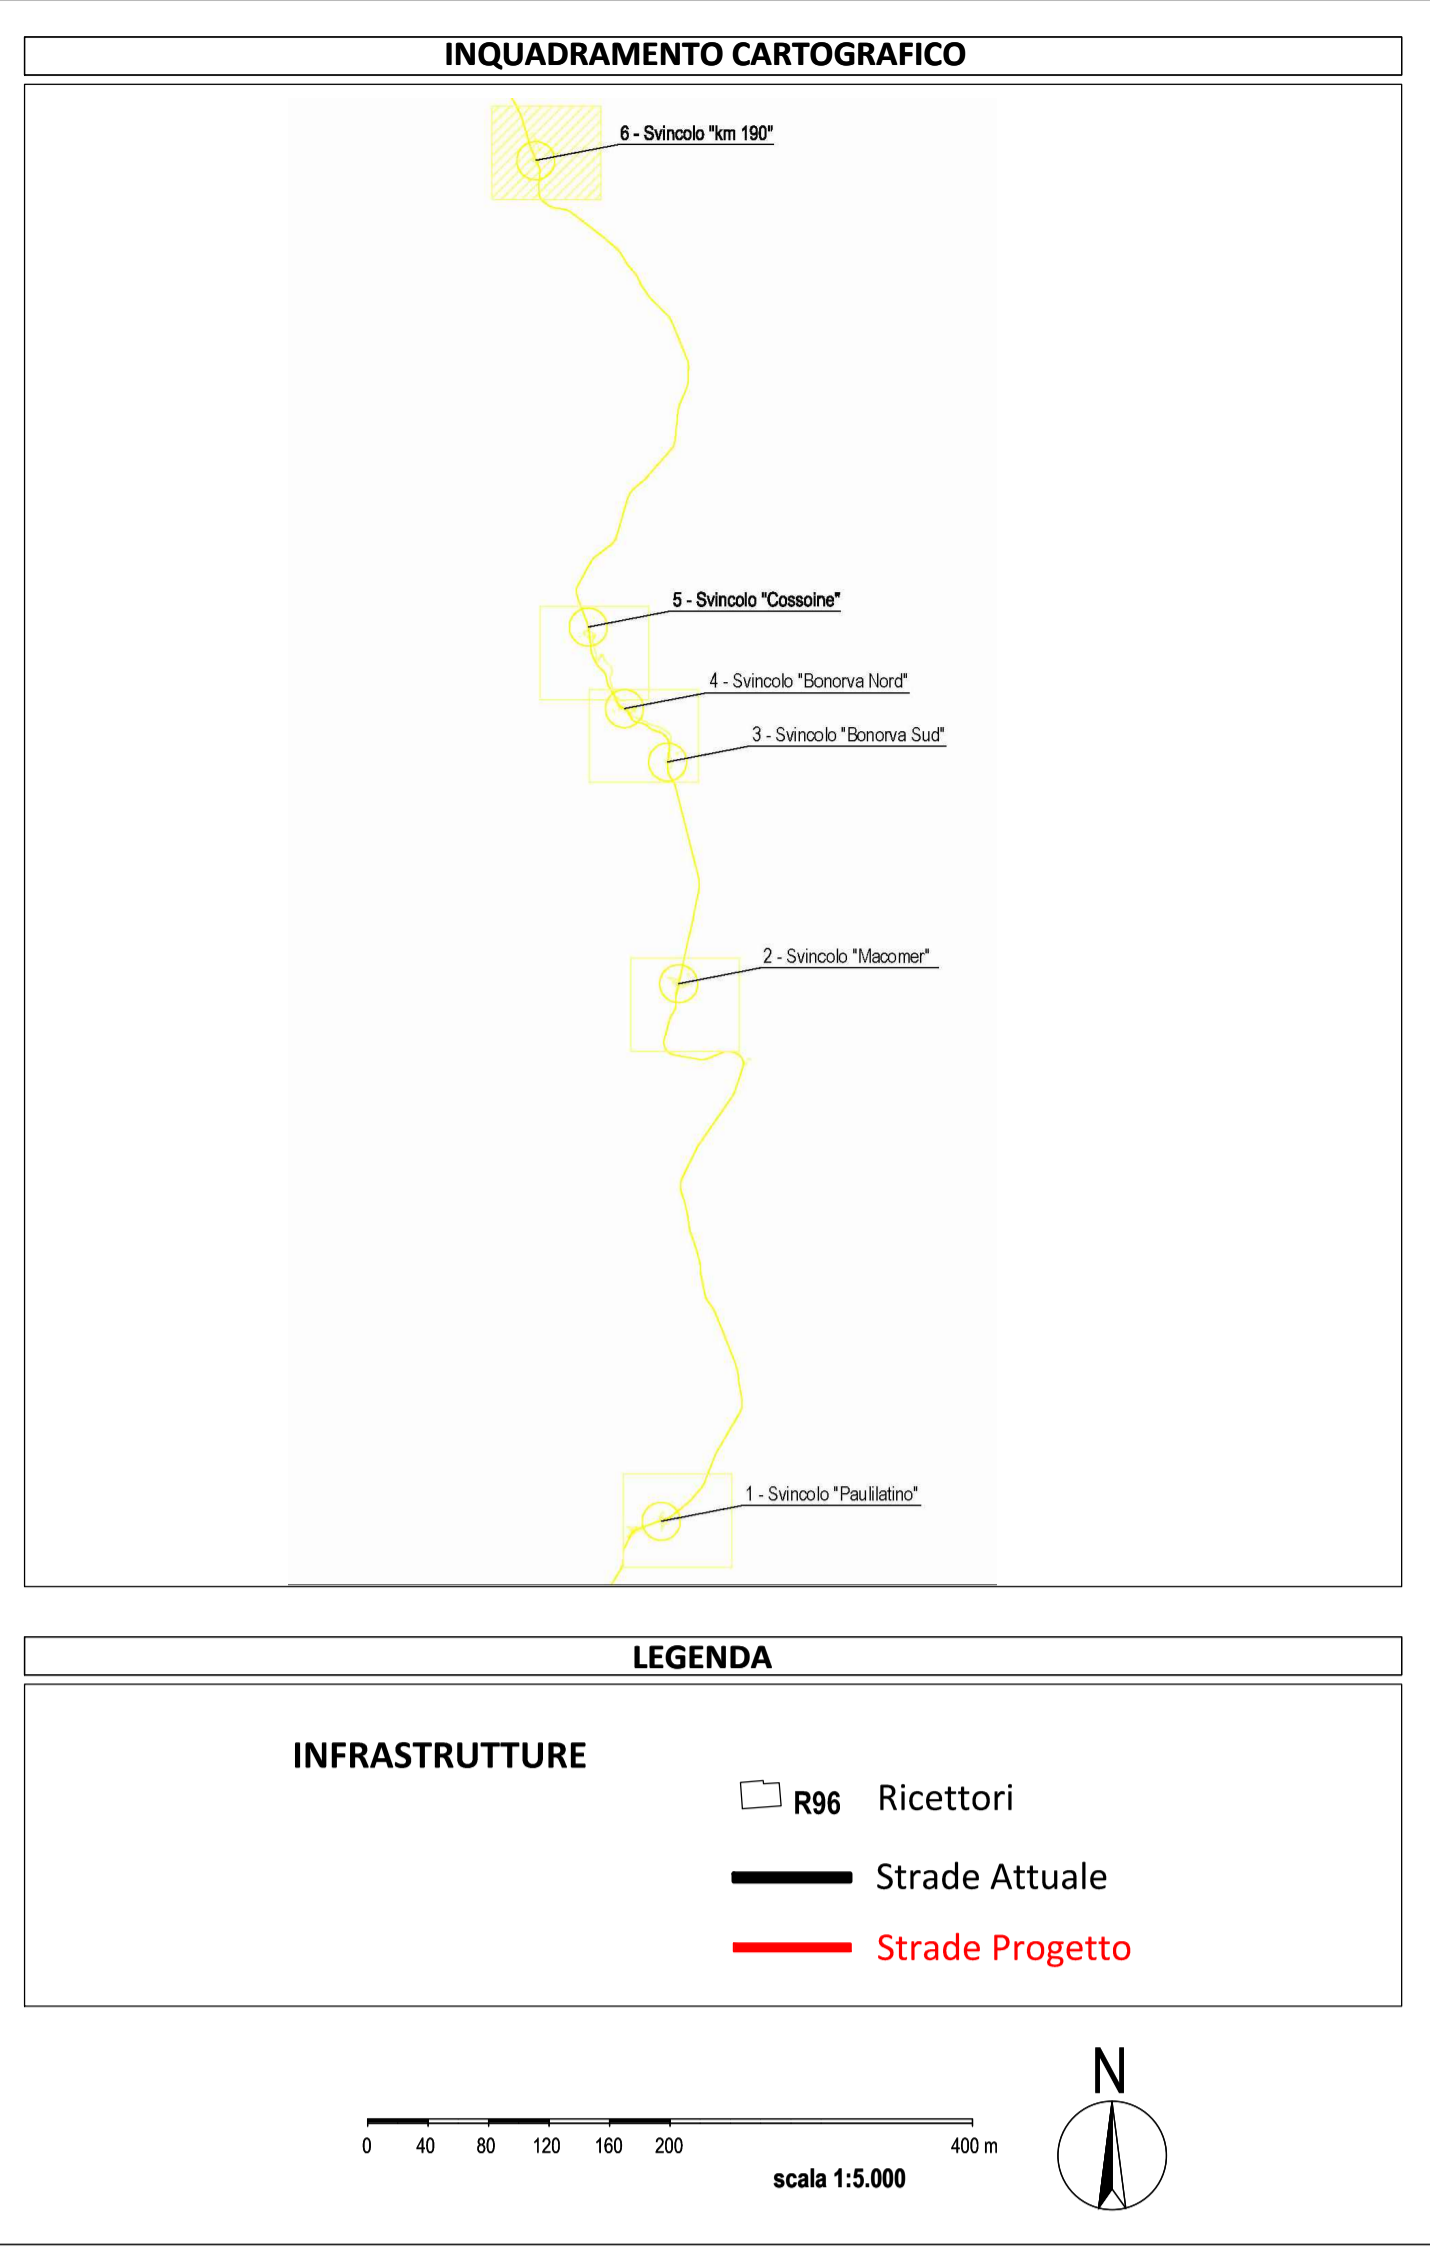 INQUADRAMENTO CARTOGRAFICO
6 - Svincolo "km 190"
5 - Svincolo "Cossoine"
4 - Svincolo "Bonorva Nord"
3 - Svincolo "Bonorva Sud"
2 - Svincolo "Macomer"
1 - Svincolo "Paulilatino"
LEGENDA
INFRASTRUTTURE
R96 Ricettori
Strade Attuale
Strade Progetto
N
0 40 80 120 160 200 400 m
scala 1:5.000